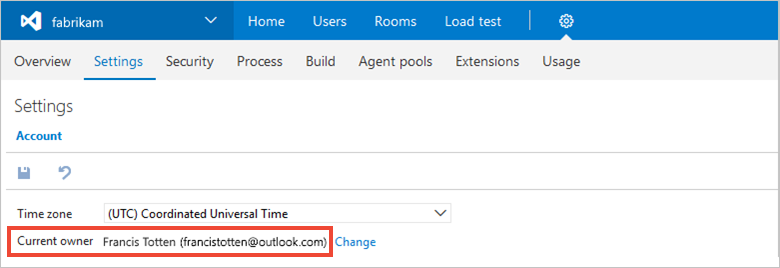 fabrikam Home Users Rooms Load test
Overview Settings Security Process Build Agent pools Extensions Usage
Settings
Account
Time zone (UTC) Coordinated Universal Time
Current owner Francis Totten (francistotten@outlook.com) Change